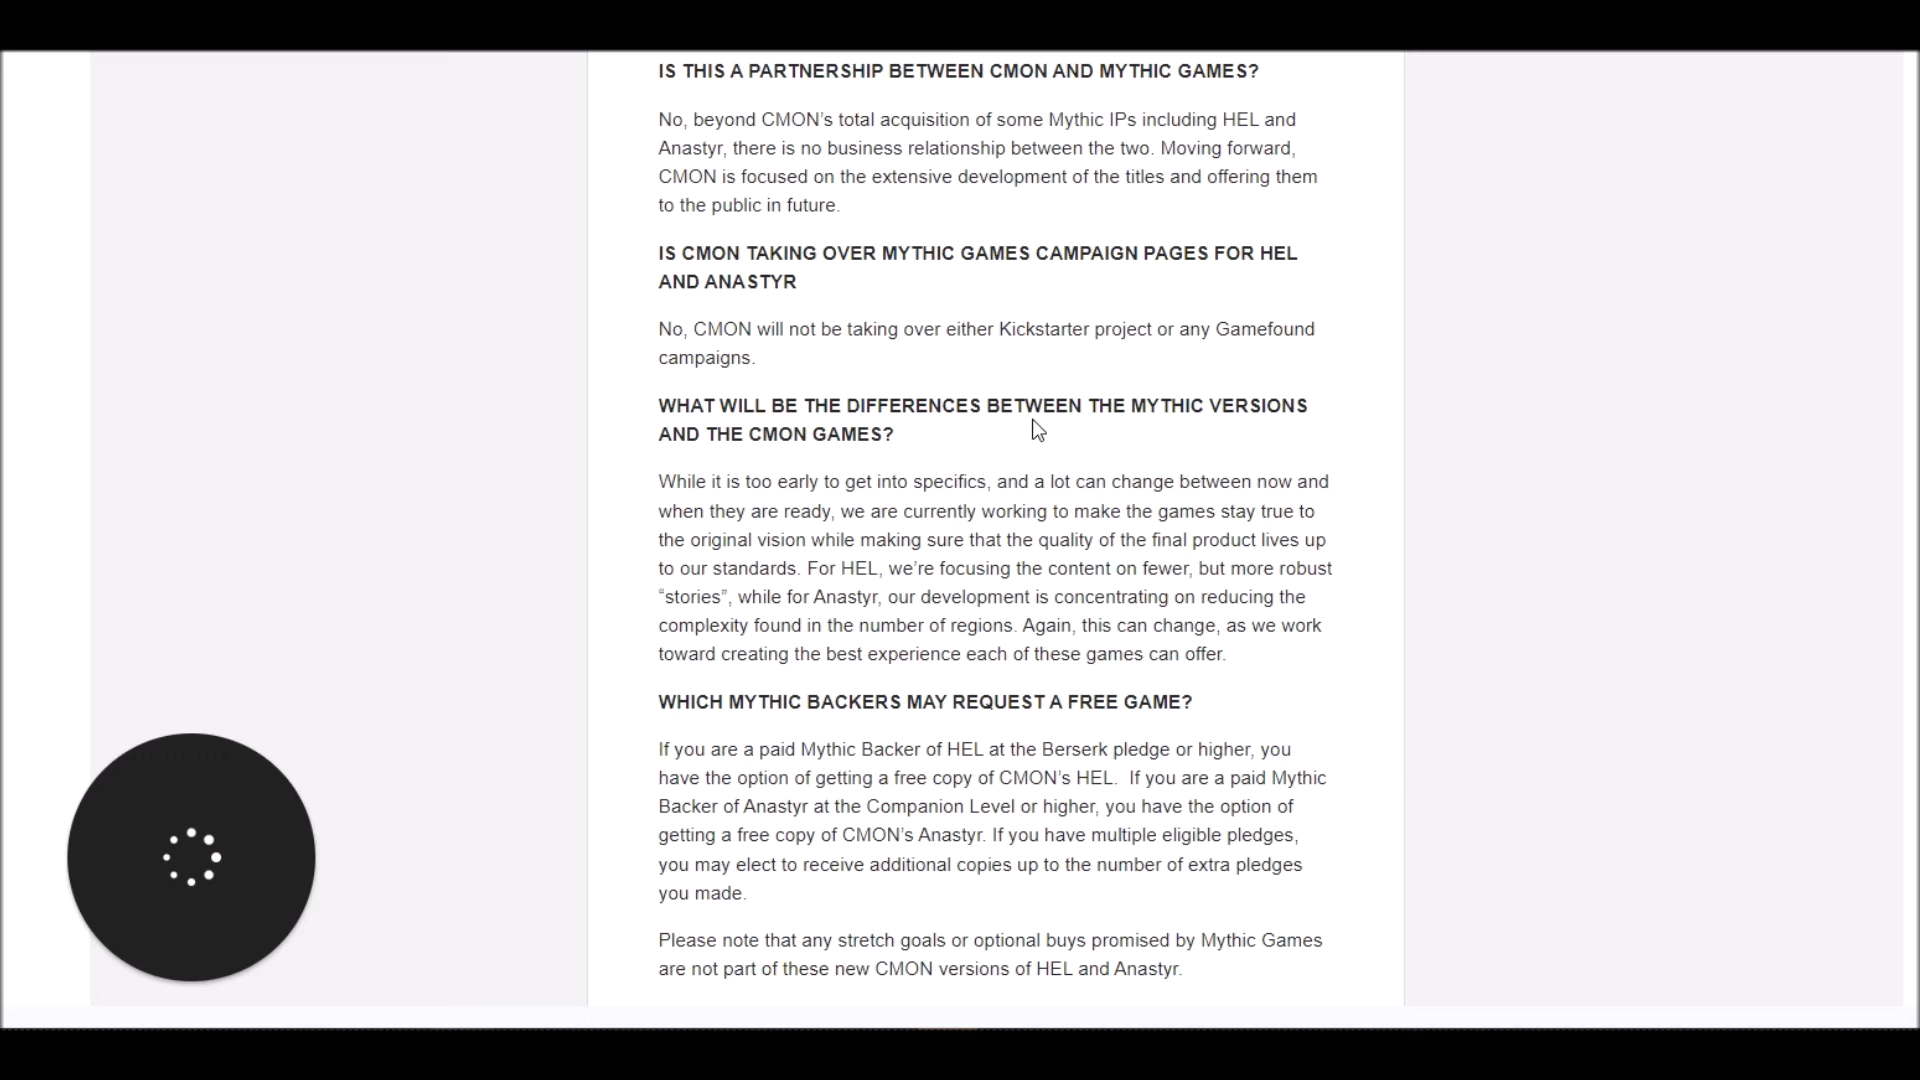 IS THIS A PARTNERSHIP BETWEEN CMON AND MYTHIC GAMES?
No, beyond CMON’s total acquisition of some Mythic IPs including HEL and
Anastyr, there is no business relationship between the two. Moving forward,
CMON is focused on the extensive development of the titles and offering them
to the public in future.
IS CMON TAKING OVER MYTHIC GAMES CAMPAIGN PAGES FOR HEL
AND ANASTYR
No, CMON will not be taking over either Kickstarter project or any Gamefound
campaigns.
WHAT WILL BE THE DIFFERENCES BETWEEN THE MYTHIC VERSIONS
AND THE CMON GAMES?
While it is too early to get into specifics, and a lot can change between now and
when they are ready, we are currently working to make the games stay true to
the original vision while making sure that the quality of the final product lives up
to our standards. For HEL, we’re focusing the content on fewer, but more robust
“stories”, while for Anastyr, our development is concentrating on reducing the
complexity found in the number of regions. Again, this can change, as we work
toward creating the best experience each of these games can offer.
WHICH MYTHIC BACKERS MAY REQUEST A FREE GAME?
If you are a paid Mythic Backer of HEL at the Berserk pledge or higher, you
have the option of getting a free copy of CMON’s HEL.  If you are a paid Mythic
Backer of Anastyr at the Companion Level or higher, you have the option of
getting a free copy of CMON’s Anastyr. If you have multiple eligible pledges,
you may elect to receive additional copies up to the number of extra pledges
you made.
Please note that any stretch goals or optional buys promised by Mythic Games
are not part of these new CMON versions of HEL and Anastyr.